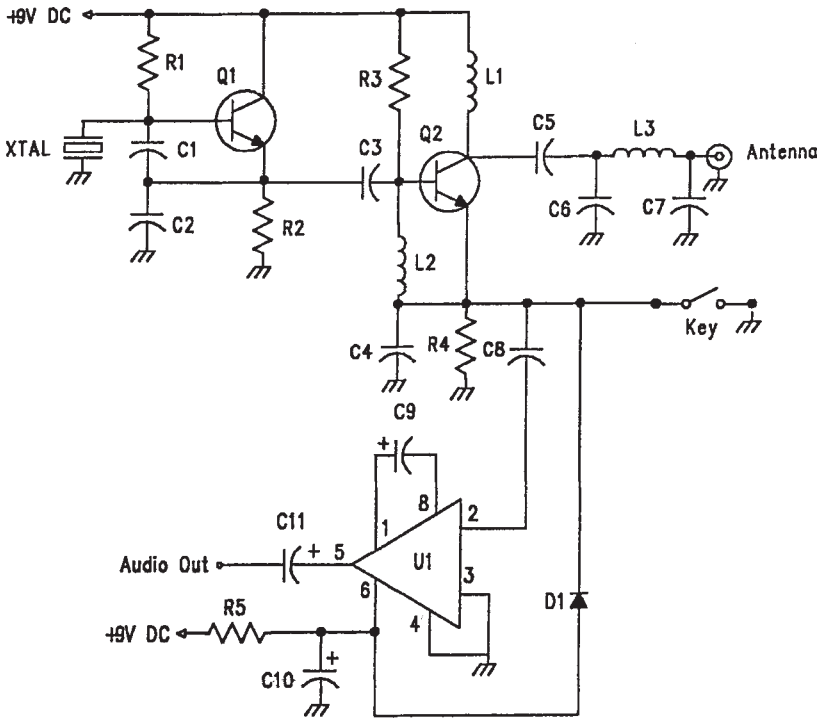 +9V DC
R1
Q1
R3
L1
Q2
C5
L3
Antenna
XTAL
C1
C3
C2
R2
C6
C7
L2
C4
R4
C8
Key
C9
+
8
2
1
C11
+
5
U1
Audio Out
6
3
4
D1
R5
+9V DC
+
C10